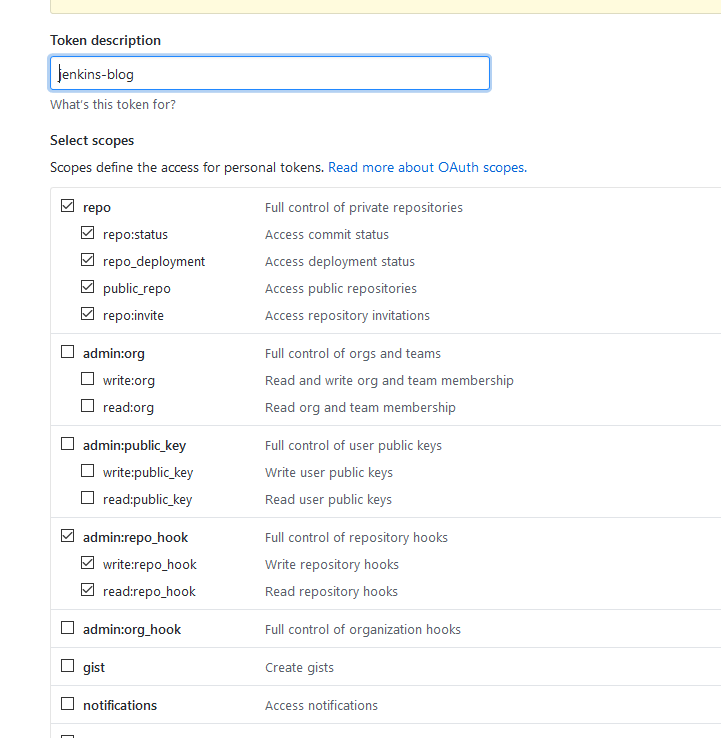 Token description
jenkins-blog
What's this token for?
Select scopes
Scopes define the access for personal tokens. Read more about OAuth scopes.
repo Full control of private repositories
repo:status Access commit status
repo_deployment Access deployment status
public_repo Access public repositories
repo:invite Access repository invitations
admin:org Full control of orgs and teams
write:org Read and write org and team membership
read:org Read org and team membership
admin:public_key Full control of user public keys
write:public_key Write user public keys
read:public_key Read user public keys
admin:repo_hook Full control of repository hooks
write:repo_hook Write repository hooks
read:repo_hook Read repository hooks
admin:org_hook Full control of organization hooks
gist Create gists
notifications Access notifications